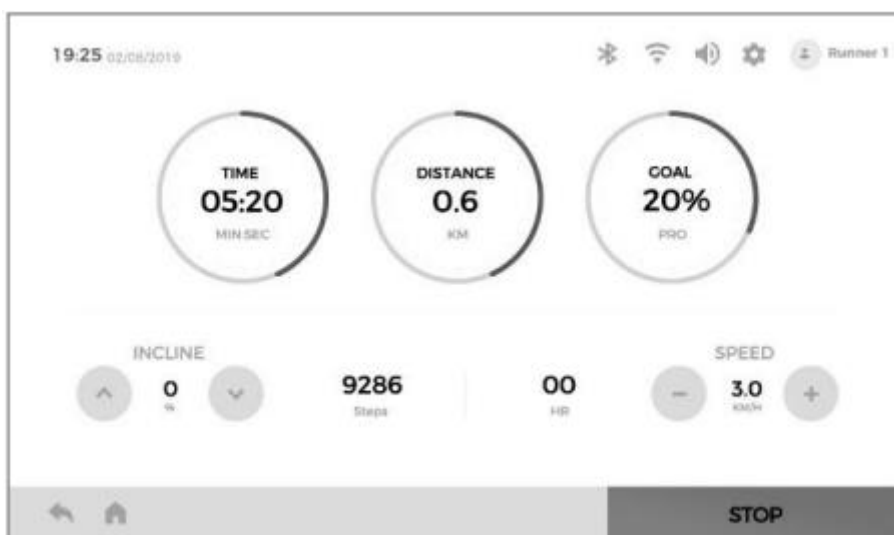 19:25 02/08/2019 Runner 1
TIME
05:20
MIN:SEC
DISTANCE
0.6
KM
GOAL
20%
PRO
INCLINE
0
%
9286
Steps
00
HR
SPEED
3.0
KM/H
STOP